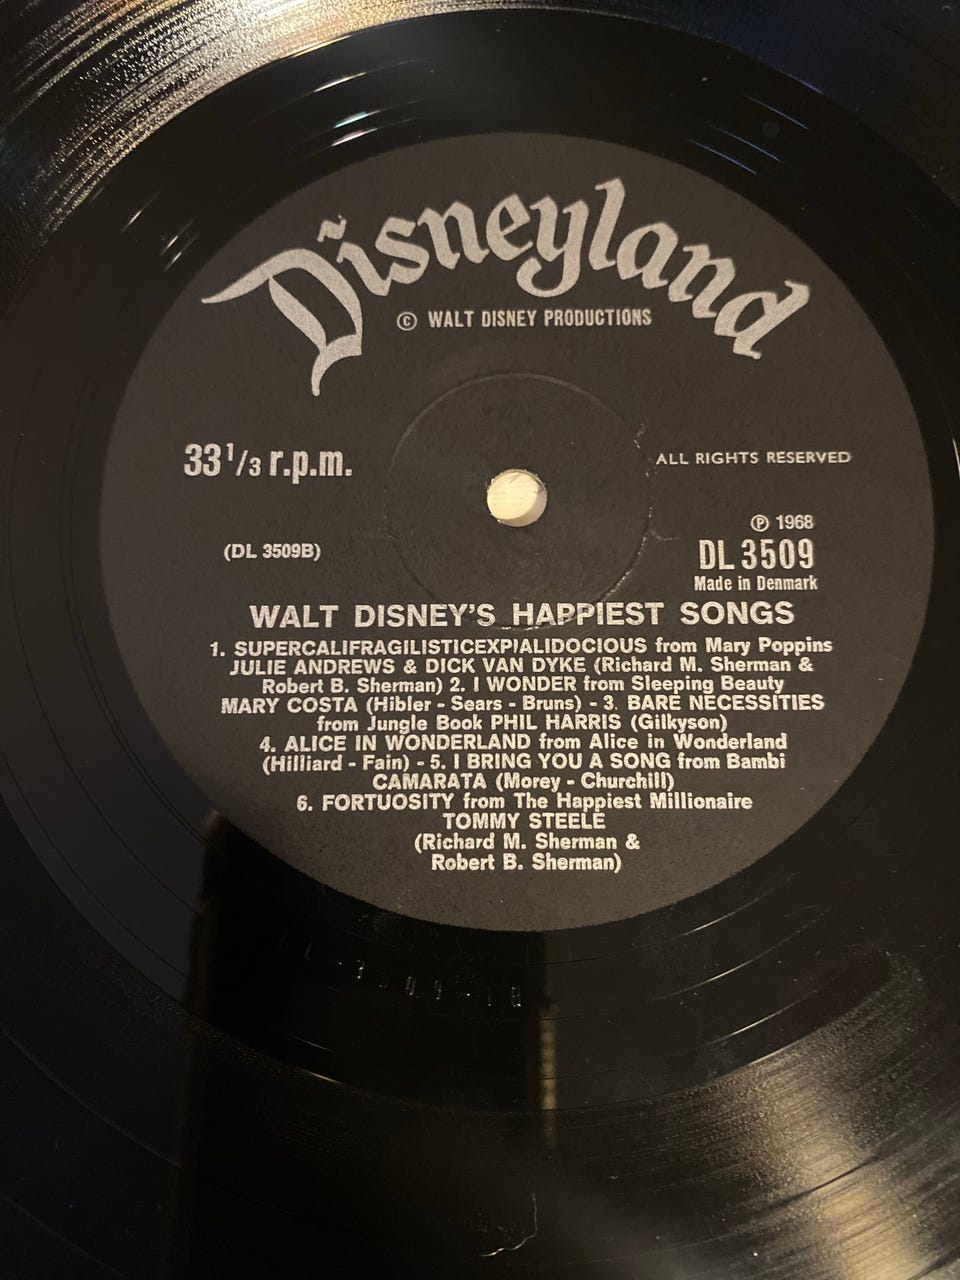 Disneyland
© WALT DISNEY PRODUCTIONS
33 1/3 r.p.m.
ALL RIGHTS RESERVED
(DL 3509B)
℗ 1968
DL 3509
Made in Denmark
WALT DISNEY'S HAPPIEST SONGS
1. SUPERCALIFRAGILISTICEXPIALIDOCIOUS from Mary Poppins
JULIE ANDREWS & DICK VAN DYKE (Richard M. Sherman &
Robert B. Sherman) 2. I WONDER from Sleeping Beauty
MARY COSTA (Hibler - Sears - Bruns) - 3. BARE NECESSITIES
from Jungle Book PHIL HARRIS (Gilkyson)
4. ALICE IN WONDERLAND from Alice in Wonderland
(Hilliard - Fain) - 5. I BRING YOU A SONG from Bambi
CAMARATA (Morey - Churchill)
6. FORTUOSITY from The Happiest Millionaire
TOMMY STEELE
(Richard M. Sherman &
Robert B. Sherman)